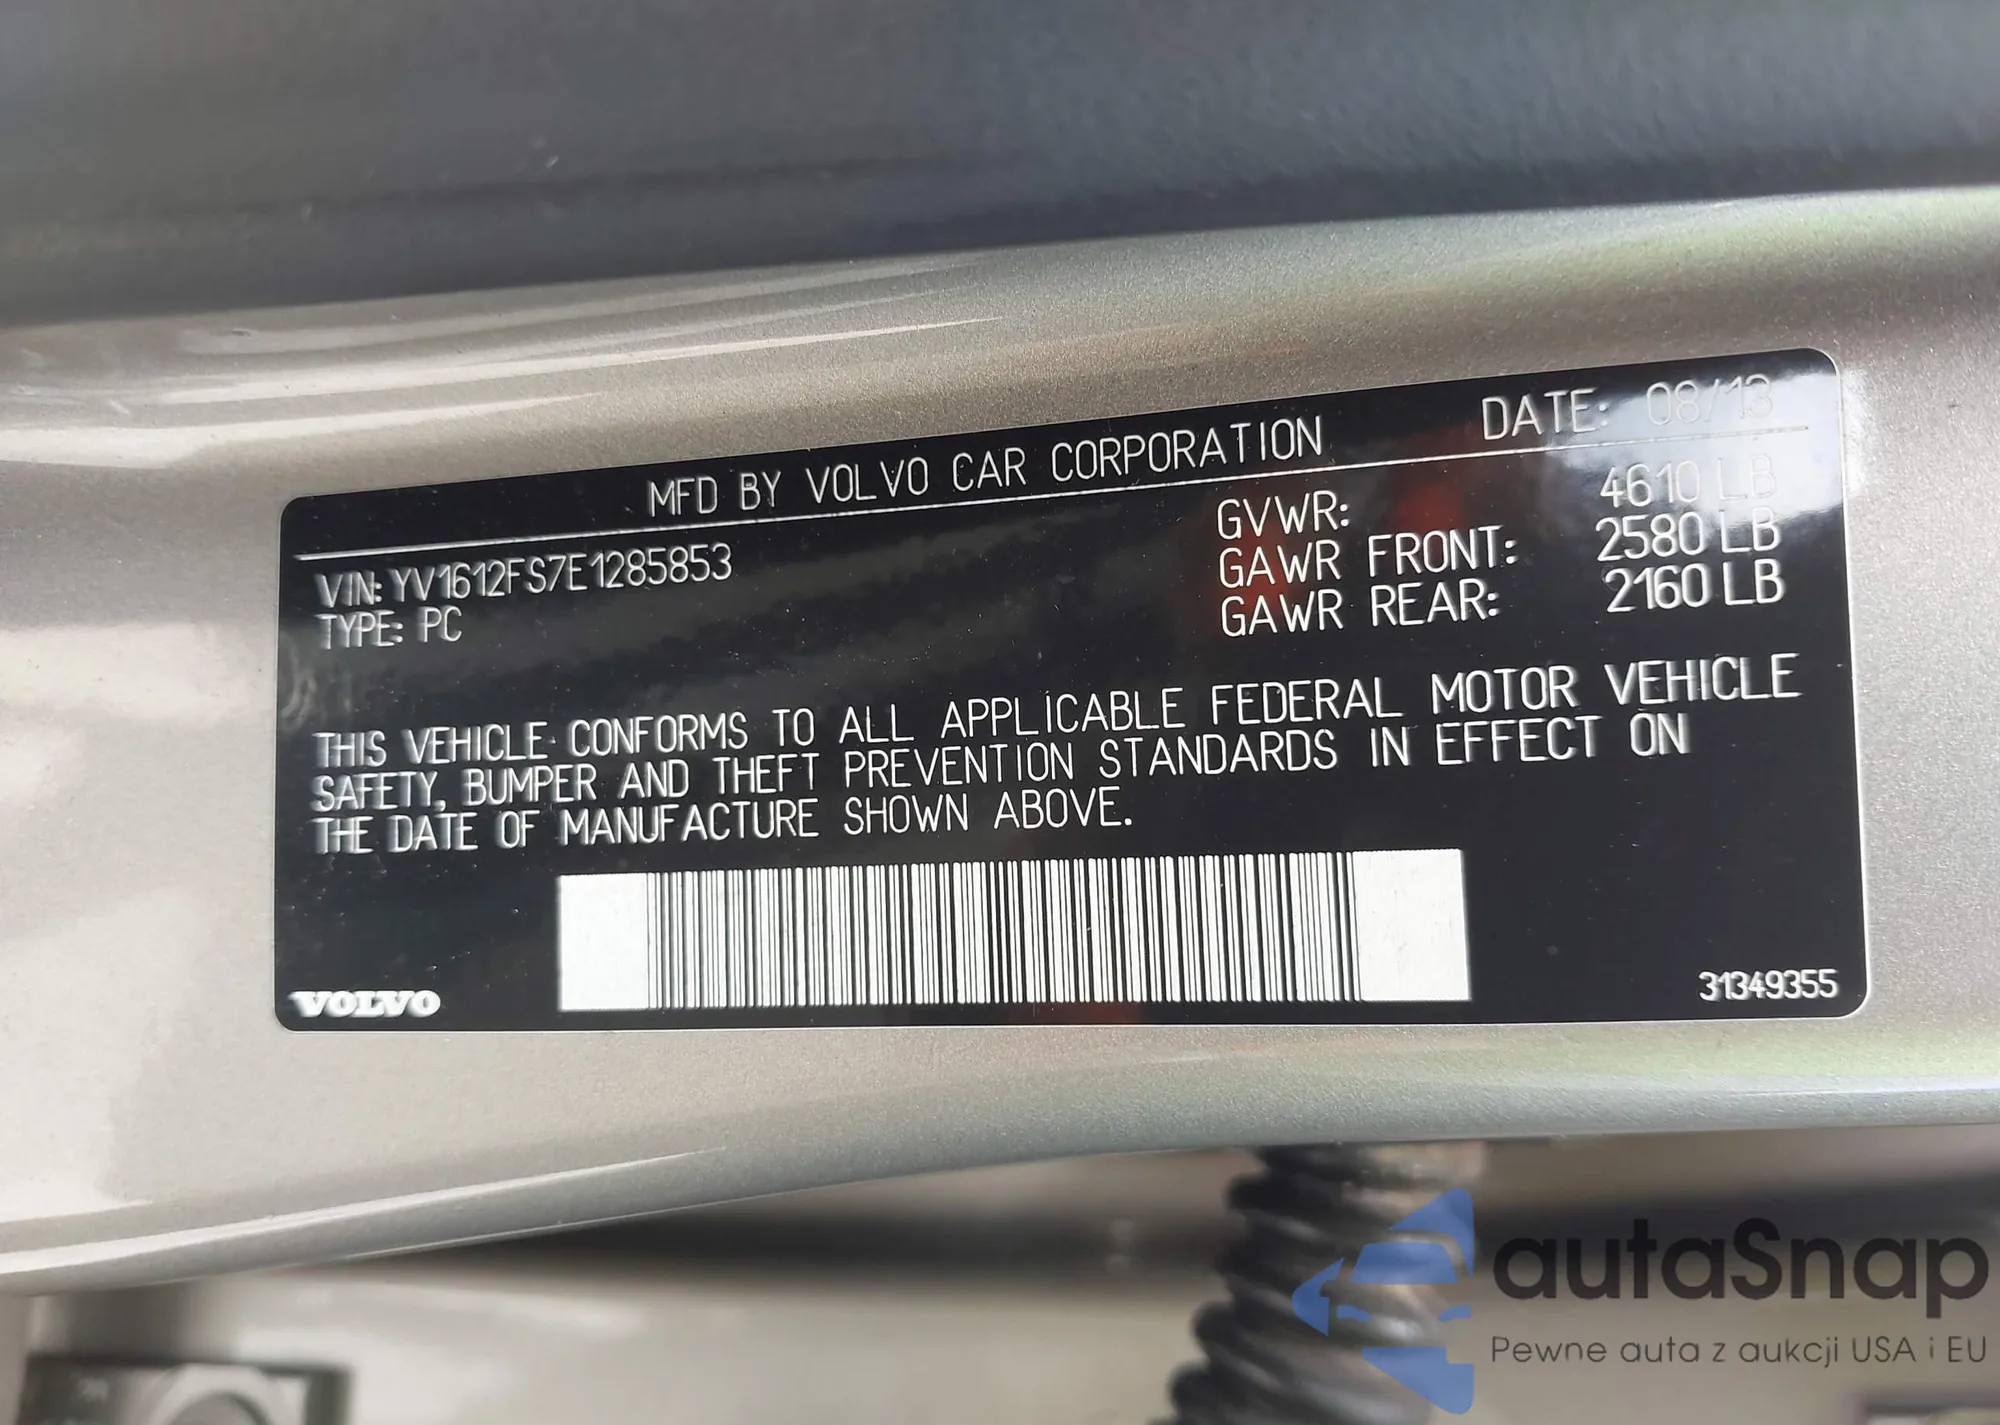 MFD BY VOLVO CAR CORPORATION DATE: 08/13
VIN: YV1612FS7E1285853
TYPE: PC
GVWR: 4610 LB
GAWR FRONT: 2580 LB
GAWR REAR: 2160 LB
THIS VEHICLE CONFORMS TO ALL APPLICABLE FEDERAL MOTOR VEHICLE
SAFETY, BUMPER AND THEFT PREVENTION STANDARDS IN EFFECT ON
THE DATE OF MANUFACTURE SHOWN ABOVE.
VOLVO
31349355
autaSnap
Pewne auta z aukcji USA i EU